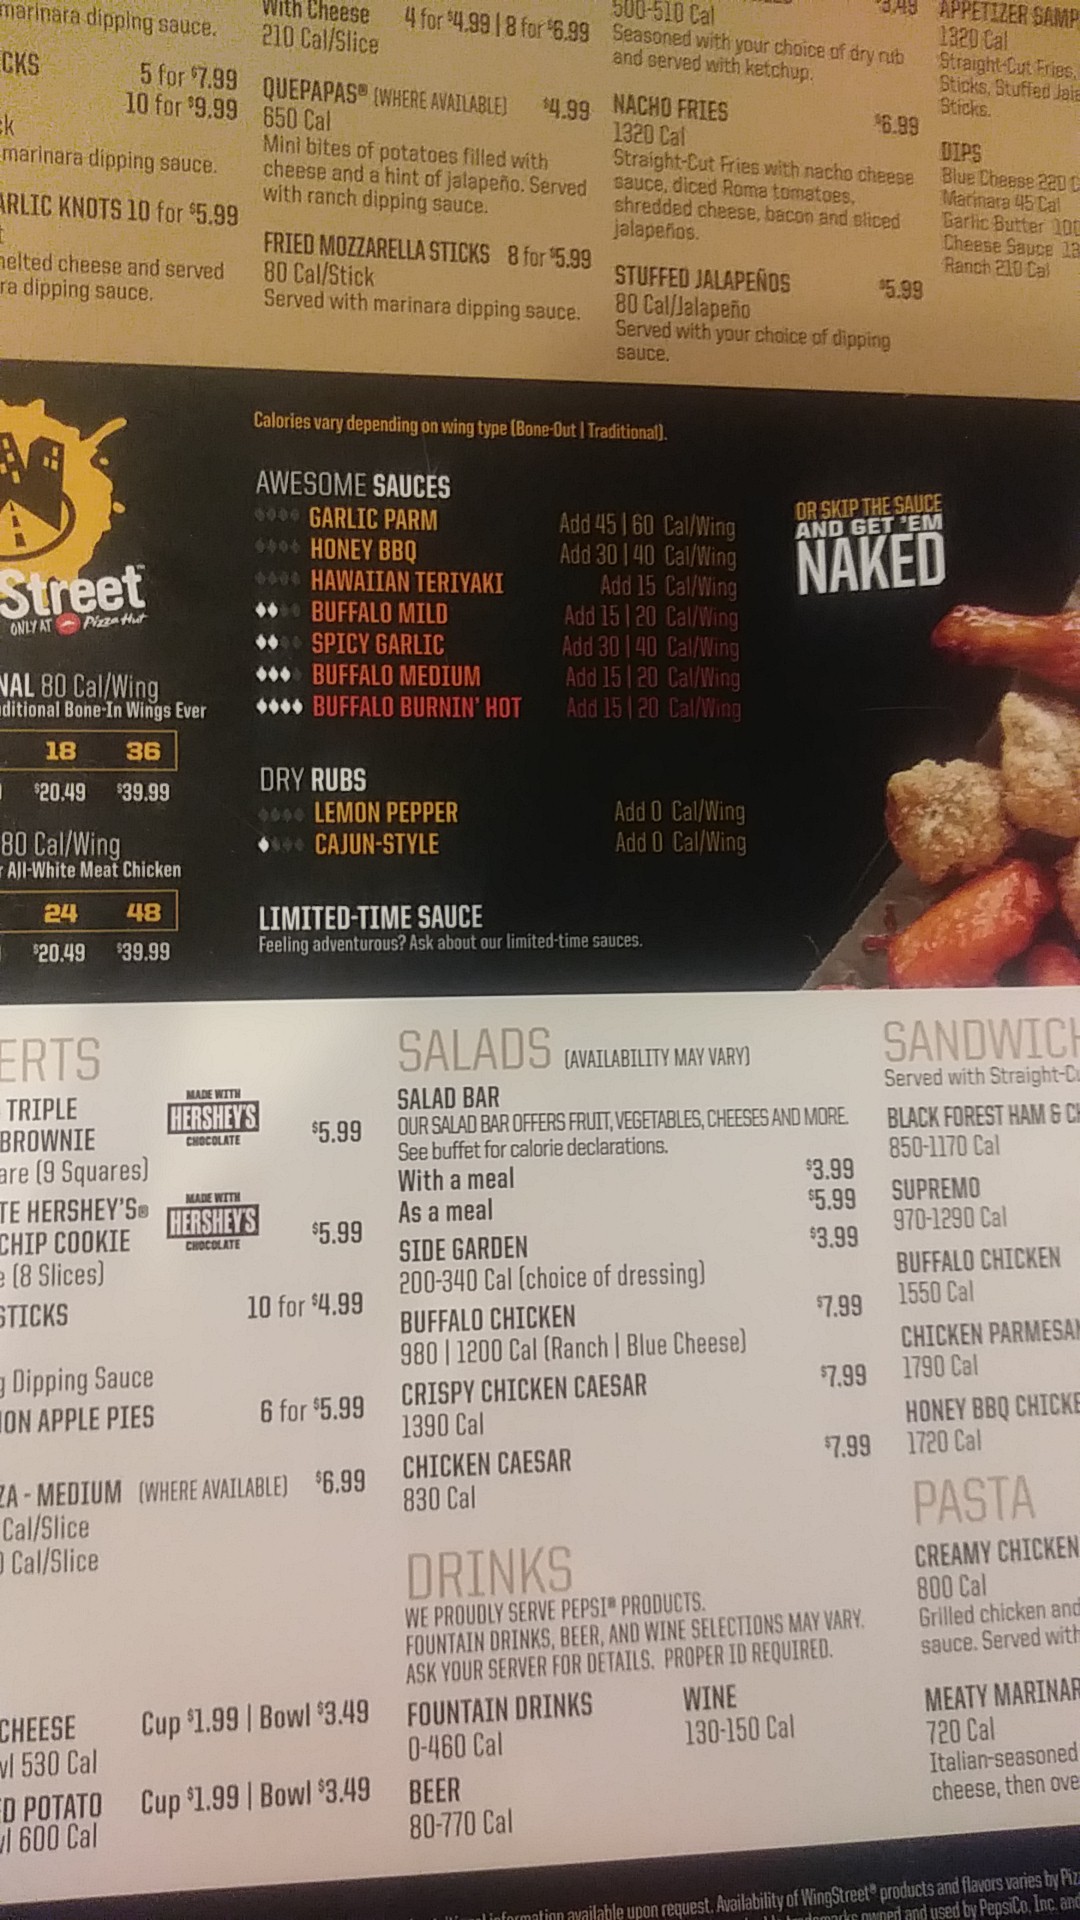 marinara dipping sauce.
CKS
5 for $7.99
10 for $9.99
marinara dipping sauce.
ARLIC KNOTS 10 for $5.99
melted cheese and served
ra dipping sauce.
With Cheese 4 for $4.99 | 8 for $6.99
210 Cal/Slice
QUEPAPAS® (WHERE AVAILABLE) $4.99
650 Cal
Mini bites of potatoes filled with
cheese and a hint of jalapeño. Served
with ranch dipping sauce.
FRIED MOZZARELLA STICKS 8 for $5.99
80 Cal/Stick
Served with marinara dipping sauce.
500-510 Cal
Seasoned with your choice of dry rub
and served with ketchup.
NACHO FRIES $6.99
1320 Cal
Straight-Cut Fries with nacho cheese
sauce, diced Roma tomatoes,
shredded cheese, bacon and sliced
jalapeños.
STUFFED JALAPEÑOS $5.99
80 Cal/Jalapeño
Served with your choice of dipping
sauce.
$3.49
APPETIZER SAMP
1320 Cal
Straight-Cut Fries,
Sticks, Stuffed Jala
Sticks.
DIPS
Blue Cheese 220 C
Marinara 45 Cal
Garlic Butter 100
Cheese Sauce 13
Ranch 210 Cal
Street
ONLY AT Pizza Hut
NAL 80 Cal/Wing
ditional Bone-In Wings Ever
18 36
$20.49 $39.99
80 Cal/Wing
r All-White Meat Chicken
24 48
$20.49 $39.99
Calories vary depending on wing type (Bone-Out | Traditional).
AWESOME SAUCES
GARLIC PARM Add 45 | 60 Cal/Wing
HONEY BBQ Add 30 | 40 Cal/Wing
HAWAIIAN TERIYAKI Add 15 Cal/Wing
BUFFALO MILD Add 15 | 20 Cal/Wing
SPICY GARLIC Add 30 | 40 Cal/Wing
BUFFALO MEDIUM Add 15 | 20 Cal/Wing
BUFFALO BURNIN' HOT Add 15 | 20 Cal/Wing
DRY RUBS
LEMON PEPPER Add 0 Cal/Wing
CAJUN-STYLE Add 0 Cal/Wing
LIMITED-TIME SAUCE
Feeling adventurous? Ask about our limited-time sauces.
OR SKIP THE SAUCE
AND GET 'EM
NAKED
ERTS
TRIPLE
BROWNIE
are (9 Squares)
MADE WITH
HERSHEY'S
CHOCOLATE
$5.99
TE HERSHEY'S®
CHIP COOKIE
e (8 Slices)
MADE WITH
HERSHEY'S
CHOCOLATE
$5.99
STICKS 10 for $4.99
g Dipping Sauce
ON APPLE PIES 6 for $5.99
ZA - MEDIUM (WHERE AVAILABLE) $6.99
Cal/Slice
0 Cal/Slice
CHEESE Cup $1.99 | Bowl $3.49
wl 530 Cal
ED POTATO Cup $1.99 | Bowl $3.49
wl 600 Cal
SALADS (AVAILABILITY MAY VARY)
SALAD BAR
OUR SALAD BAR OFFERS FRUIT, VEGETABLES, CHEESES AND MORE.
See buffet for calorie declarations.
With a meal $3.99
As a meal $5.99
SIDE GARDEN $3.99
200-340 Cal (choice of dressing)
BUFFALO CHICKEN $7.99
980 | 1200 Cal (Ranch | Blue Cheese)
CRISPY CHICKEN CAESAR $7.99
1390 Cal
CHICKEN CAESAR $7.99
830 Cal
DRINKS
WE PROUDLY SERVE PEPSI® PRODUCTS.
FOUNTAIN DRINKS, BEER, AND WINE SELECTIONS MAY VARY.
ASK YOUR SERVER FOR DETAILS. PROPER ID REQUIRED.
FOUNTAIN DRINKS
0-460 Cal
WINE
130-150 Cal
BEER
80-770 Cal
SANDWICH
Served with Straight-Cu
BLACK FOREST HAM & CH
850-1170 Cal
SUPREMO
970-1290 Cal
BUFFALO CHICKEN
1550 Cal
CHICKEN PARMESAN
1790 Cal
HONEY BBQ CHICKE
1720 Cal
PASTA
CREAMY CHICKEN
800 Cal
Grilled chicken and
sauce. Served with
MEATY MARINAR
720 Cal
Italian-seasoned
cheese, then ove
information available upon request. Availability of WingStreet® products and flavors varies by Piz
owned and used by PepsiCo, Inc. and